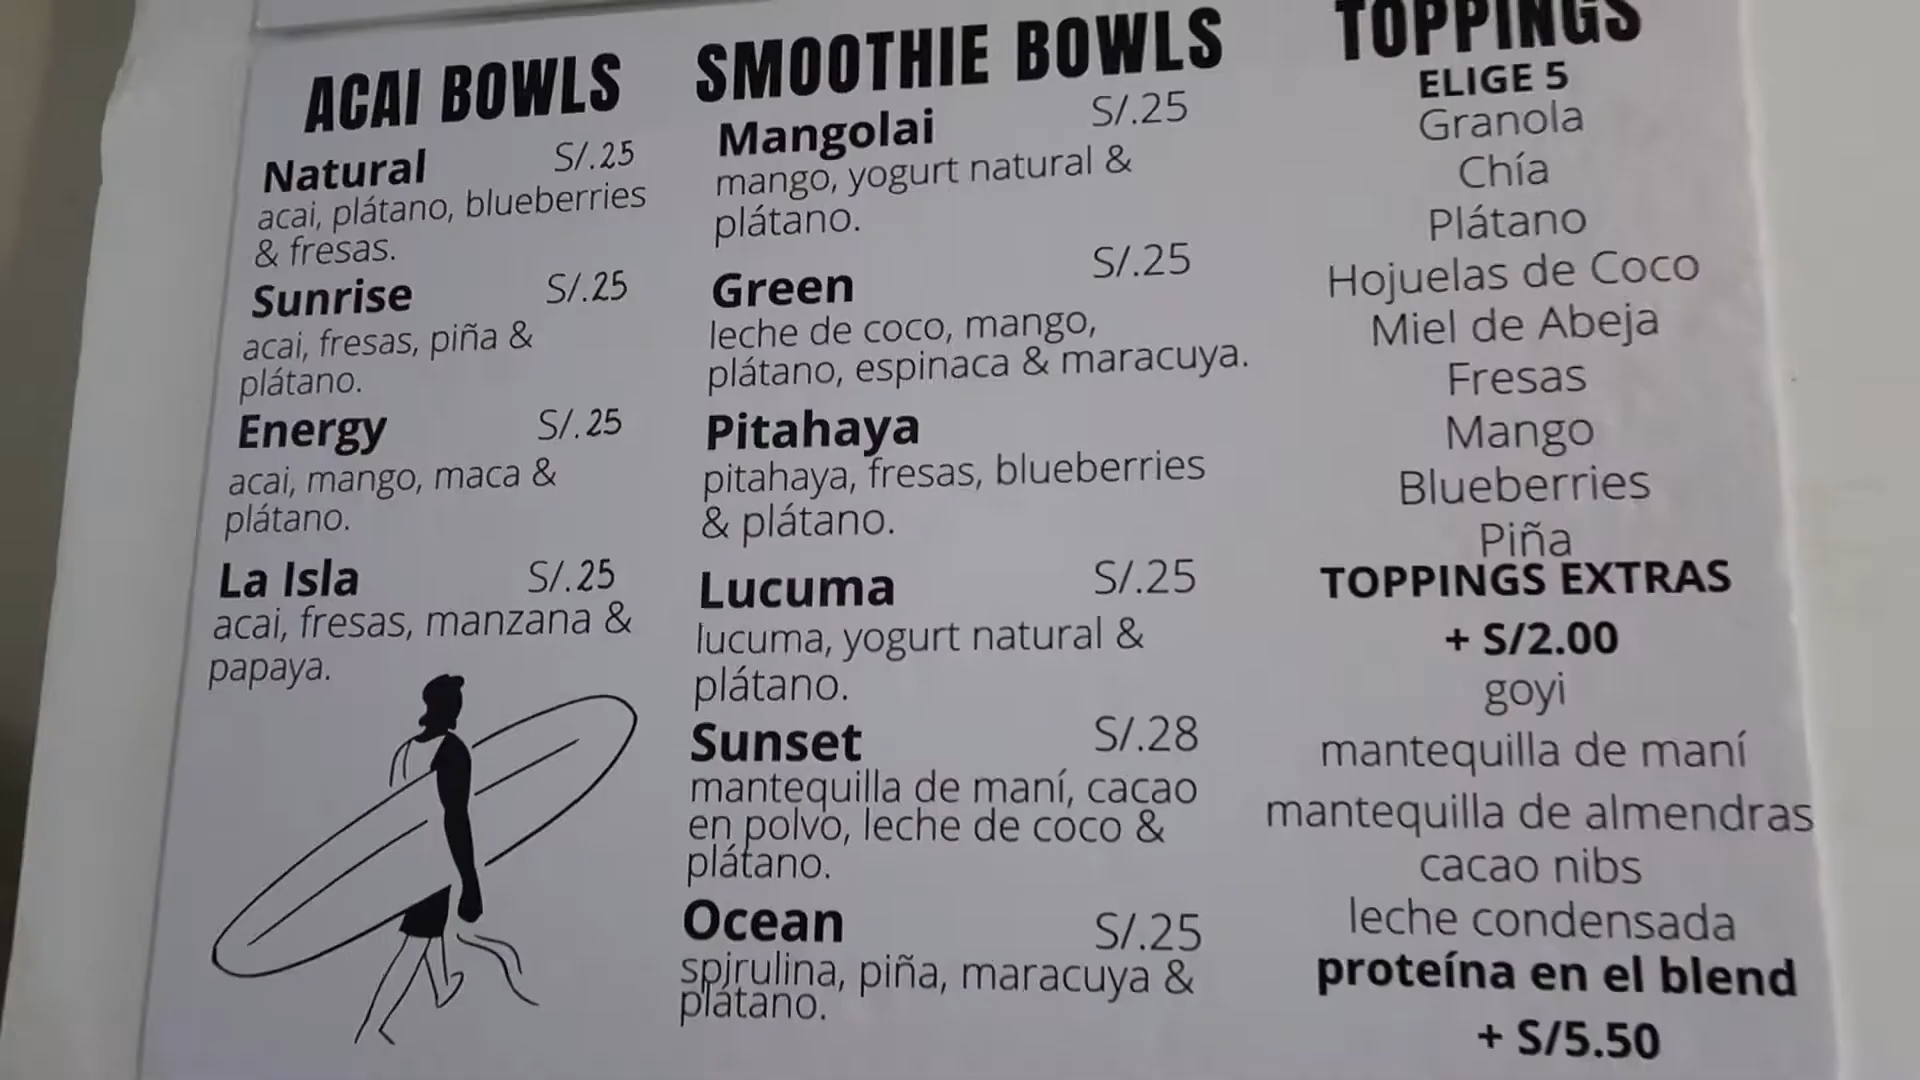 ACAI BOWLS
Natural S/.25
acai, plátano, blueberries
& fresas.
Sunrise S/.25
acai, fresas, piña &
plátano.
Energy S/.25
acai, mango, maca &
plátano.
La Isla S/.25
acai, fresas, manzana &
papaya.
SMOOTHIE BOWLS
Mangolai S/.25
mango, yogurt natural &
plátano.
Green S/.25
leche de coco, mango,
plátano, espinaca & maracuya.
Pitahaya
pitahaya, fresas, blueberries
& plátano.
Lucuma S/.25
lucuma, yogurt natural &
plátano.
Sunset S/.28
mantequilla de maní, cacao
en polvo, leche de coco &
plátano.
Ocean S/.25
spirulina, piña, maracuya &
plátano.
TOPPINGS
ELIGE 5
Granola
Chía
Plátano
Hojuelas de Coco
Miel de Abeja
Fresas
Mango
Blueberries
Piña
TOPPINGS EXTRAS
+ S/2.00
goyi
mantequilla de maní
mantequilla de almendras
cacao nibs
leche condensada
proteína en el blend
+ S/5.50